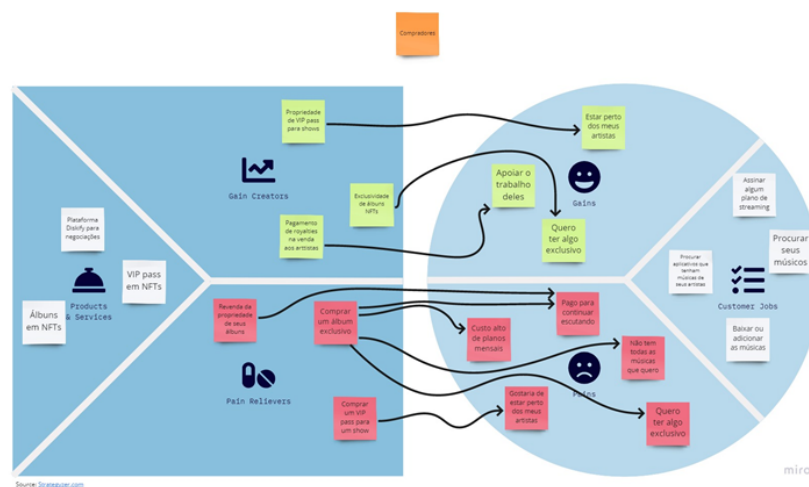 Compradores
Propriedade
de VIP pass
para shows
Estar perto
dos meus
artistas
Gain Creators
Exclusividade
de álbuns
NFTs
Apoiar o
trabalho
deles
Gains
Assinar
algum
plano de
streaming
Pagamento de
royalties na
venda aos artistas
Quero
ter algo
exclusivo
Plataforma
Diskify para
negociações
VIP pass
em NFTs
Products
& Services
Álbuns
em NFTs
Procurar
seus
músicos
Procurar
aplicativos que
tenham
músicas de
seus artistas
Customer Jobs
Baixar ou
adicionar
as músicas
Revenda da
propriedade
de seus
álbuns
Comprar
um álbum
exclusivo
Pago para
continuar
escutando
Custo alto
de planos
mensais
Não tem
todas as
músicas
que quero
Pain Relievers
Pains
Comprar
um VIP
pass para
um show
Gostaria de
estar perto
dos meus
artistas
Quero
ter algo
exclusivo
miro
Source: Strategyzer.com